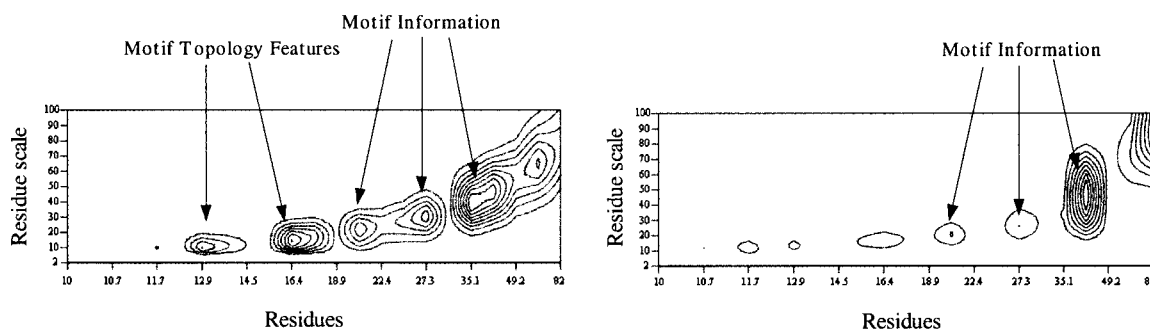 Motif Information
Motif Topology Features
Residue scale
100
90
80
70
60
50
40
30
20
10
2
10 10.7 11.7 12.9 14.5 16.4 18.9 22.4 27.3 35.1 49.2 82
Residues
Motif Information
Residue scale
100
90
80
70
60
50
40
30
20
10
2
10 10.7 11.7 12.9 14.5 16.4 18.9 22.4 27.3 35.1 49.2 8
Residues